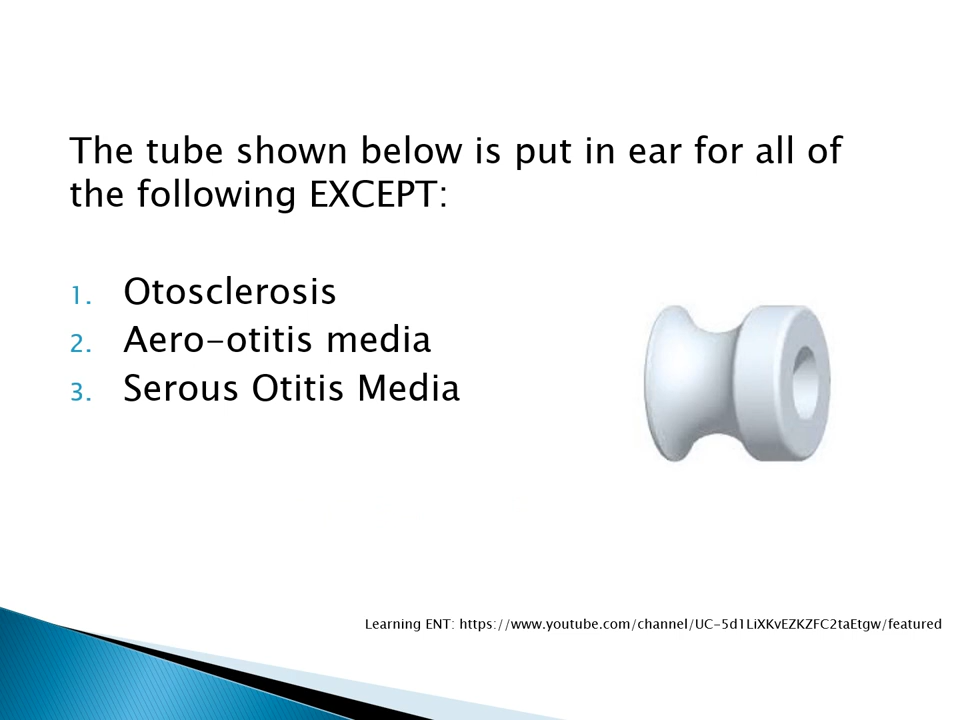 The tube shown below is put in ear for all of
the following EXCEPT:
1. Otosclerosis
2. Aero-otitis media
3. Serous Otitis Media
Learning ENT: https://www.youtube.com/channel/UC-5d1LiXKvEZKZFC2taEtgw/featured